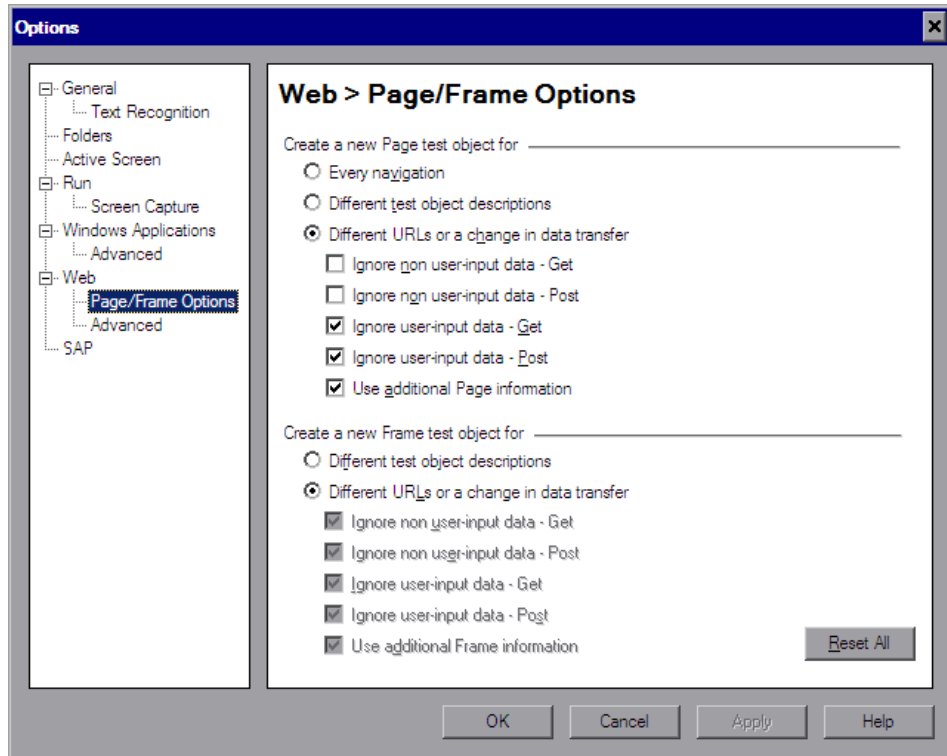 Options
General
Text Recognition
Folders
Active Screen
Run
Screen Capture
Windows Applications
Advanced
Web
Page/Frame Options
Advanced
SAP
Web > Page/Frame Options
Create a new Page test object for
Every navigation
Different test object descriptions
Different URLs or a change in data transfer
Ignore non user-input data - Get
Ignore non user-input data - Post
Ignore user-input data - Get
Ignore user-input data - Post
Use additional Page information
Create a new Frame test object for
Different test object descriptions
Different URLs or a change in data transfer
Ignore non user-input data - Get
Ignore non user-input data - Post
Ignore user-input data - Get
Ignore user-input data - Post
Use additional Frame information
Reset All
OK Cancel Apply Help